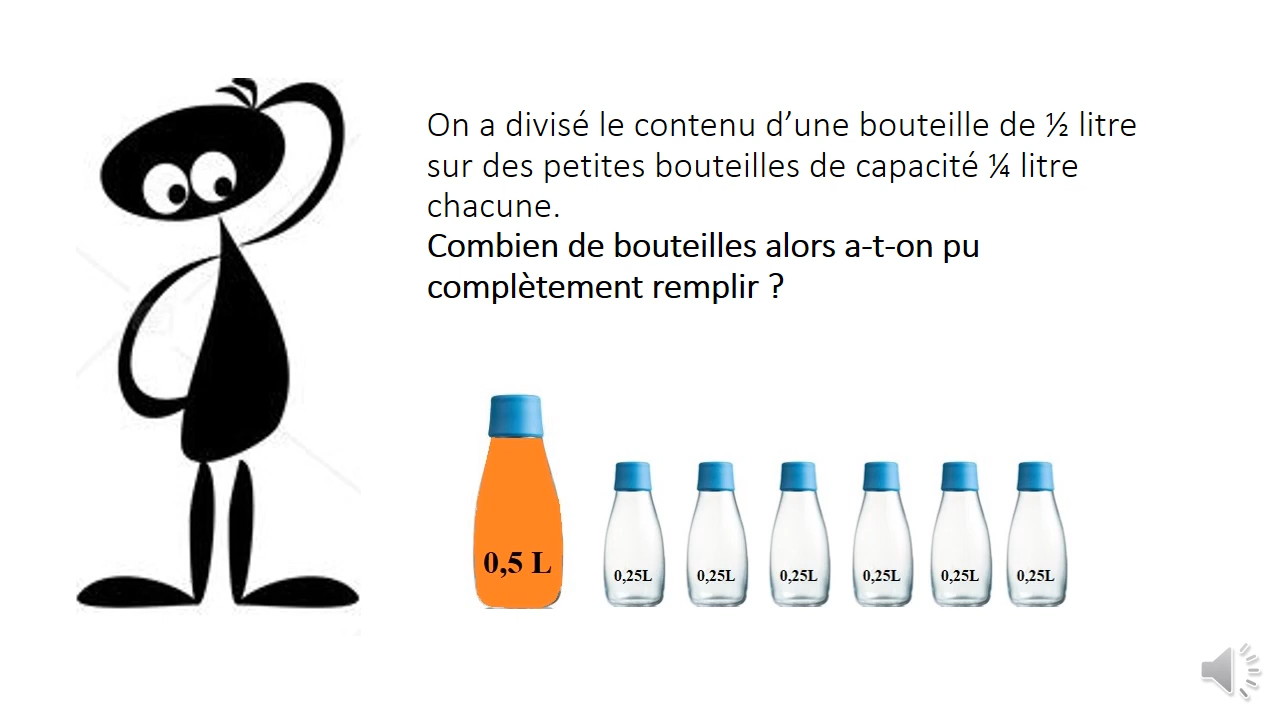 On a divisé le contenu d’une bouteille de ½ litre
sur des petites bouteilles de capacité ¼ litre
chacune.
Combien de bouteilles alors a-t-on pu
complètement remplir ?
0,5 L
0,25L
0,25L
0,25L
0,25L
0,25L
0,25L